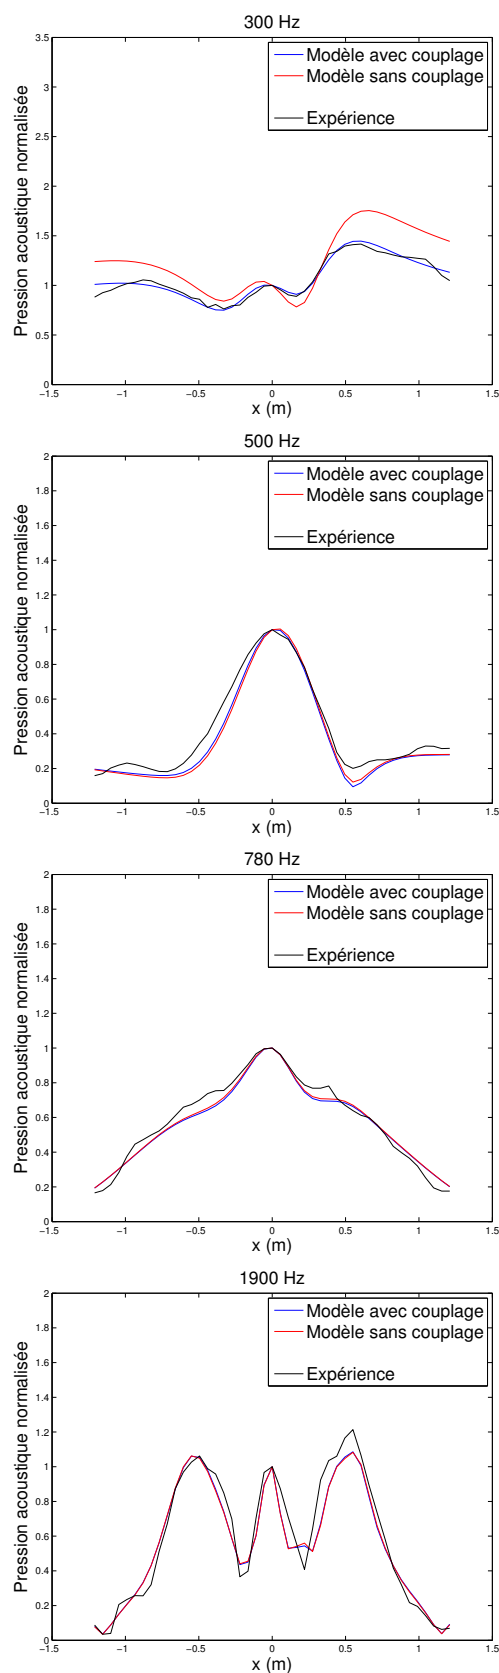 300 Hz
Pression acoustique normalisée
3.5
3
2.5
2
1.5
1
0.5
0
Modèle avec couplage
Modèle sans couplage
Expérience
−1.5 −1 −0.5 0 0.5 1 1.5
x (m)
500 Hz
Pression acoustique normalisée
2
1.8
1.6
1.4
1.2
1
0.8
0.6
0.4
0.2
0
Modèle avec couplage
Modèle sans couplage
Expérience
−1.5 −1 −0.5 0 0.5 1 1.5
x (m)
780 Hz
Pression acoustique normalisée
2
1.8
1.6
1.4
1.2
1
0.8
0.6
0.4
0.2
0
Modèle avec couplage
Modèle sans couplage
Expérience
−1.5 −1 −0.5 0 0.5 1 1.5
x (m)
1900 Hz
Pression acoustique normalisée
2
1.8
1.6
1.4
1.2
1
0.8
0.6
0.4
0.2
0
Modèle avec couplage
Modèle sans couplage
Expérience
−1.5 −1 −0.5 0 0.5 1 1.5
x (m)